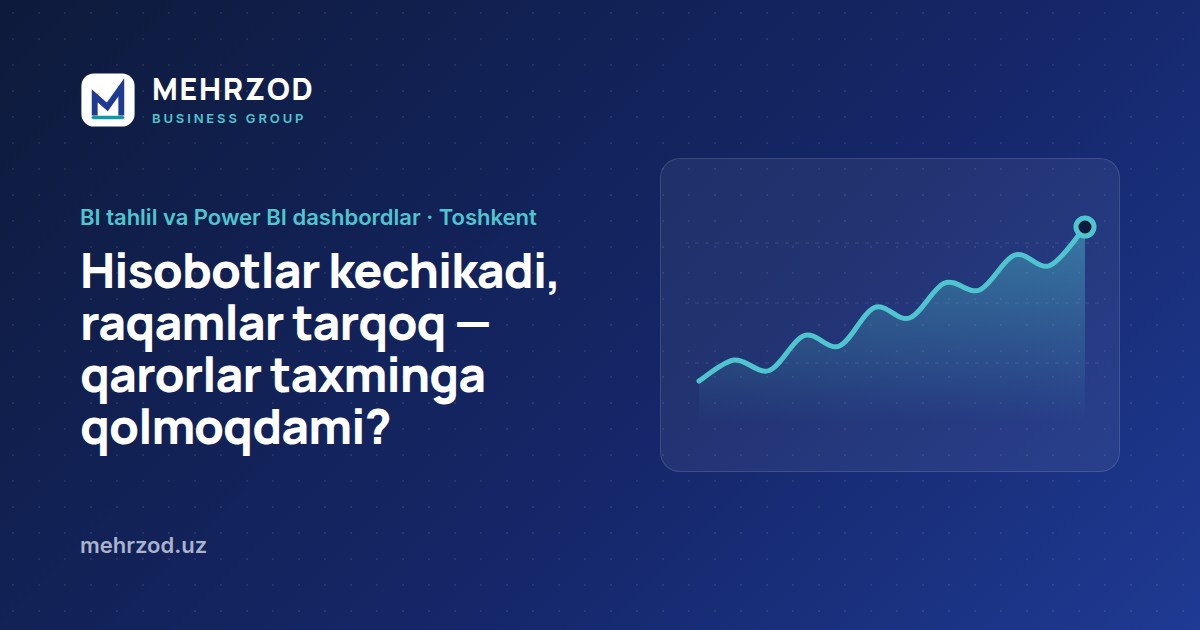 MEHRZOD
BUSINESS GROUP
BI tahlil va Power BI dashbordlar · Toshkent
Hisobotlar kechikadi,
raqamlar tarqoq —
qarorlar taxminga
qolmoqdami?
mehrzod.uz